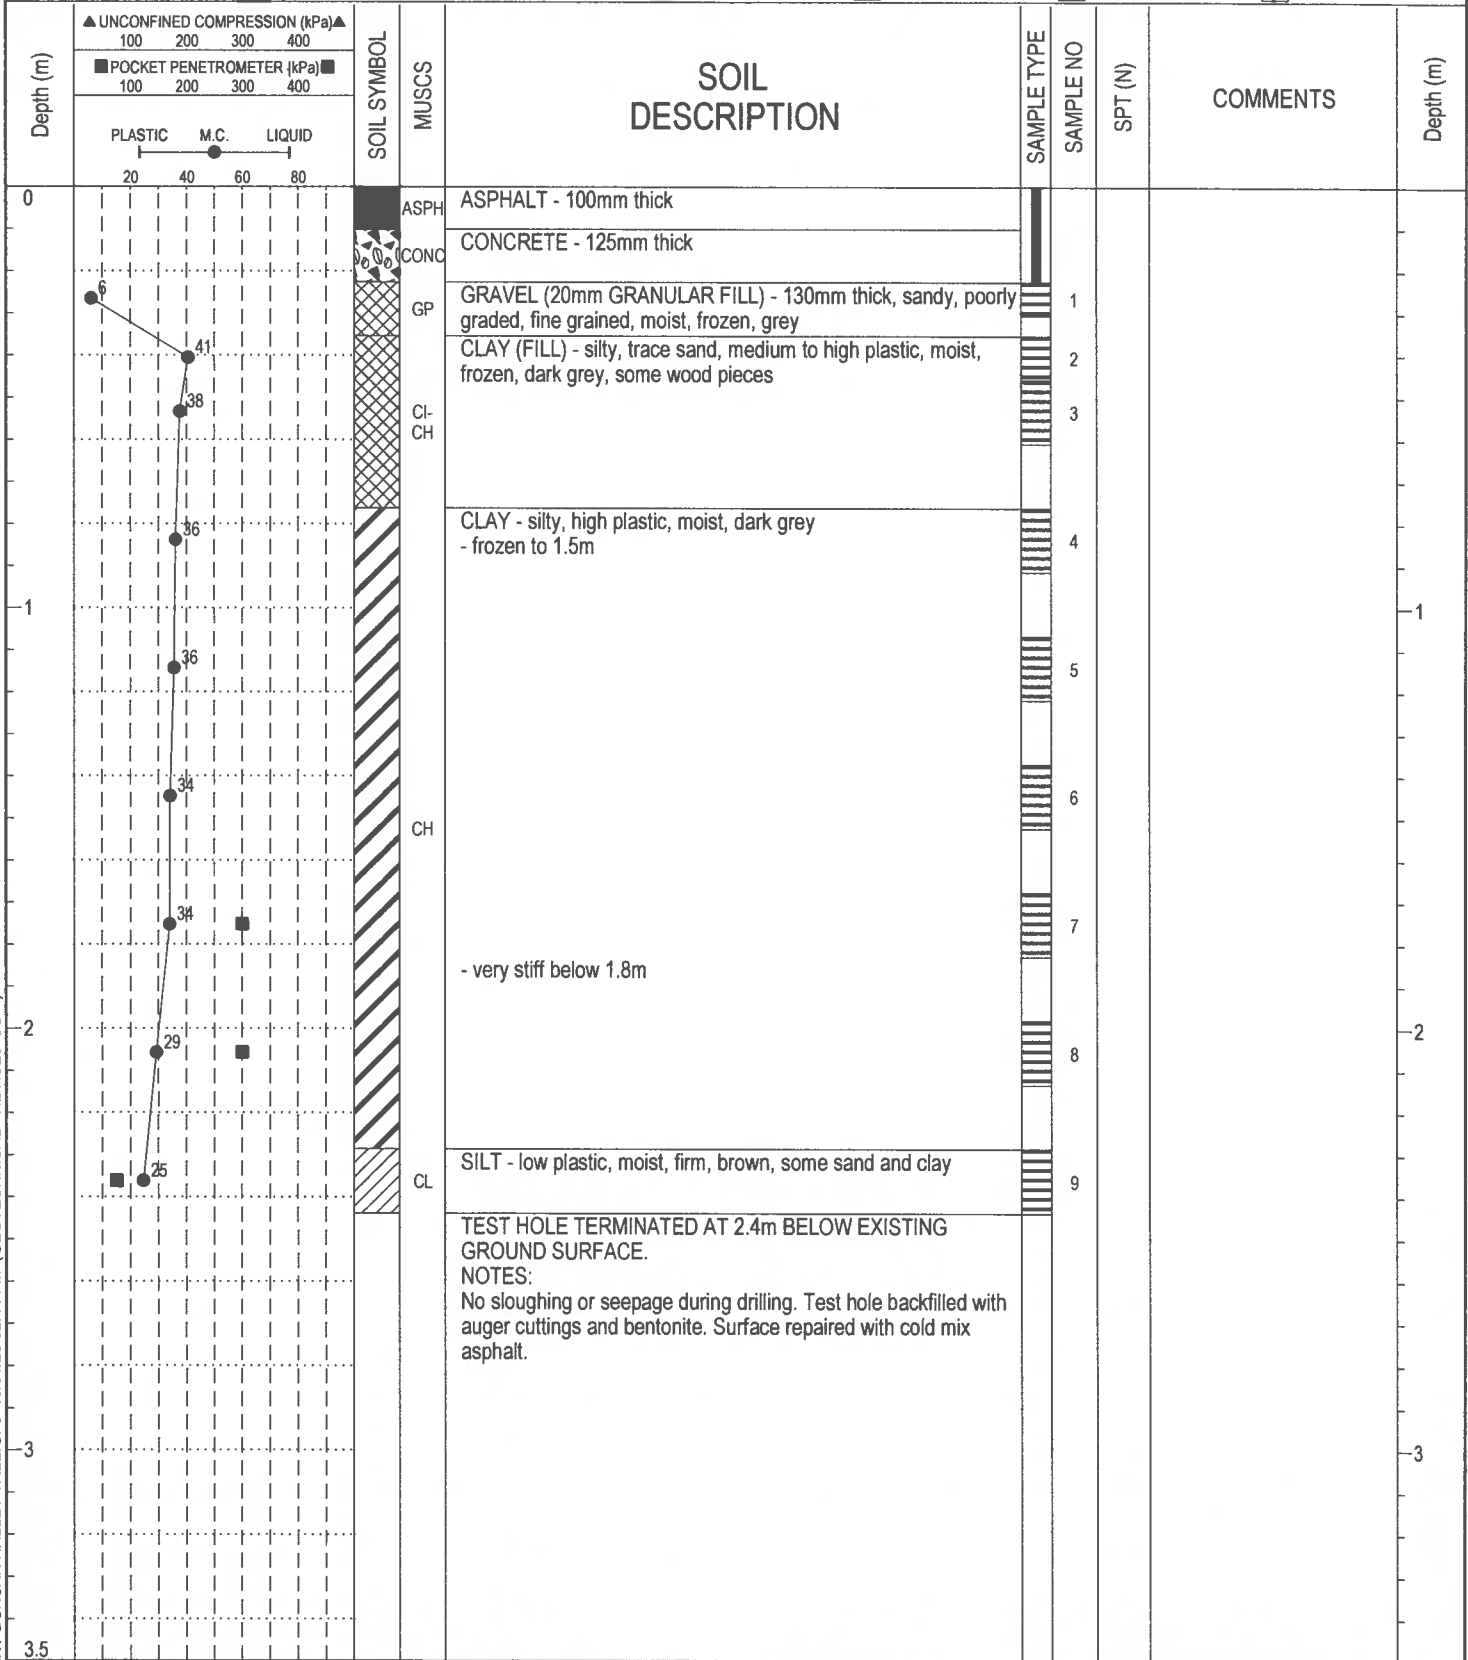 ▲ UNCONFINED COMPRESSION (kPa) ▲
100 200 300 400
■ POCKET PENETROMETER (kPa) ■
100 200 300 400
PLASTIC M.C. LIQUID
20 40 60 80
Depth (m)
SOIL SYMBOL
MUSCS
SOIL
DESCRIPTION
SAMPLE TYPE
SAMPLE NO
SPT (N)
COMMENTS
Depth (m)
0
ASPH
ASPHALT - 100mm thick
CONC
CONCRETE - 125mm thick
6
GP
GRAVEL (20mm GRANULAR FILL) - 130mm thick, sandy, poorly
graded, fine grained, moist, frozen, grey
1
41
CLAY (FILL) - silty, trace sand, medium to high plastic, moist,
frozen, dark grey, some wood pieces
2
38
CI-
CH
3
CLAY - silty, high plastic, moist, dark grey
- frozen to 1.5m
36
4
1
1
36
5
34
6
CH
34
7
- very stiff below 1.8m
2
2
29
8
SILT - low plastic, moist, firm, brown, some sand and clay
25
CL
9
TEST HOLE TERMINATED AT 2.4m BELOW EXISTING
GROUND SURFACE.
NOTES:
No sloughing or seepage during drilling. Test hole backfilled with
auger cuttings and bentonite. Surface repaired with cold mix
asphalt.
3
3
3.5